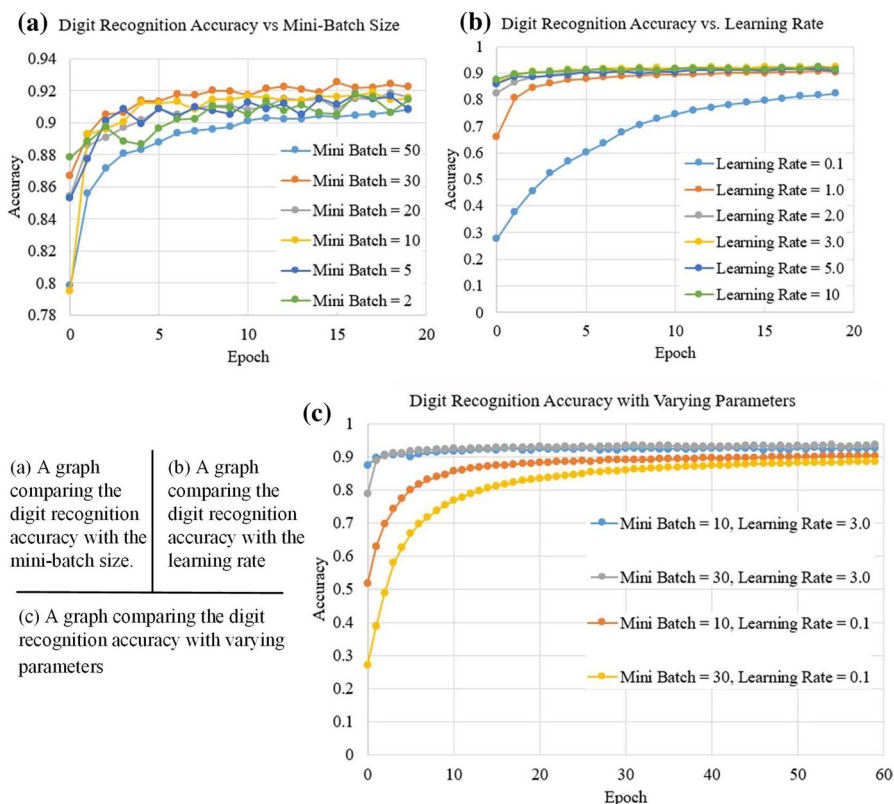 (a) Digit Recognition Accuracy vs Mini-Batch Size
0.94
0.92
0.9
0.88
0.86
0.84
0.82
0.8
0.78
Accuracy
Mini Batch = 50
Mini Batch = 30
Mini Batch = 20
Mini Batch = 10
Mini Batch = 5
Mini Batch = 2
0 5 10 15 20
Epoch
(b) Digit Recognition Accuracy vs. Learning Rate
1
0.9
0.8
0.7
0.6
0.5
0.4
0.3
0.2
0.1
0
Accuracy
Learning Rate = 0.1
Learning Rate = 1.0
Learning Rate = 2.0
Learning Rate = 3.0
Learning Rate = 5.0
Learning Rate = 10
0 5 10 15 20
Epoch
(a) A graph
comparing the
digit recognition
accuracy with the
mini-batch size.
(b) A graph
comparing the
digit recognition
accuracy with the
learning rate
(c) A graph comparing the digit
recognition accuracy with varying
parameters
(c) Digit Recognition Accuracy with Varying Parameters
1
0.9
0.8
0.7
0.6
0.5
0.4
0.3
0.2
0.1
0
Accuracy
Mini Batch = 10, Learning Rate = 3.0
Mini Batch = 30, Learning Rate = 3.0
Mini Batch = 10, Learning Rate = 0.1
Mini Batch = 30, Learning Rate = 0.1
0 10 20 30 40 50 60
Epoch